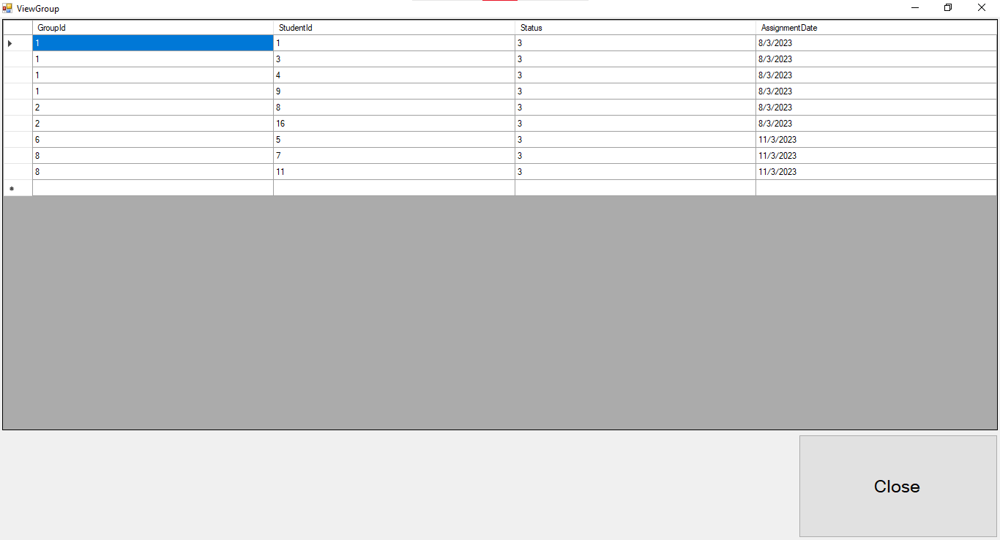 ViewGroup
GroupId StudentId Status AssignmentDate
1 1 3 8/3/2023
1 3 3 8/3/2023
1 4 3 8/3/2023
1 9 3 8/3/2023
2 8 3 8/3/2023
2 16 3 8/3/2023
6 5 3 11/3/2023
8 7 3 11/3/2023
8 11 3 11/3/2023
Close